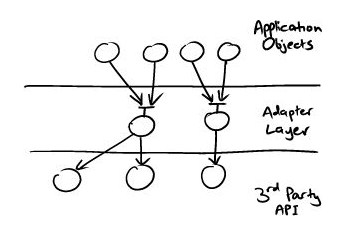 Application
Objects
Adapter
Layer
3rd Party
API